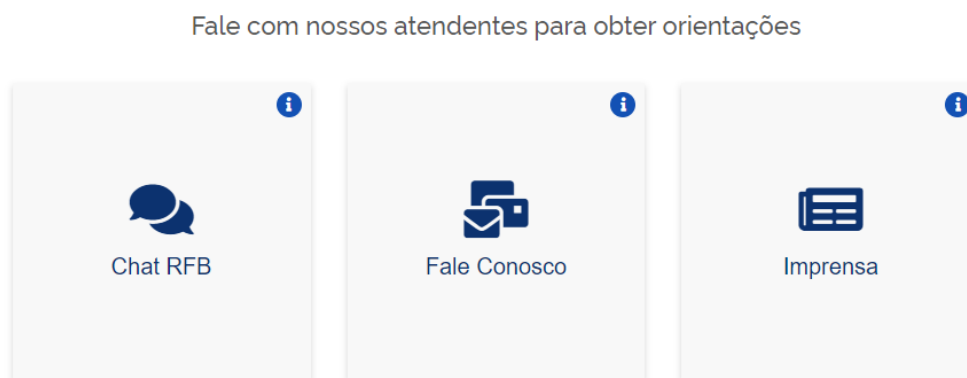 Fale com nossos atendentes para obter orientações
Chat RFB
Fale Conosco
Imprensa